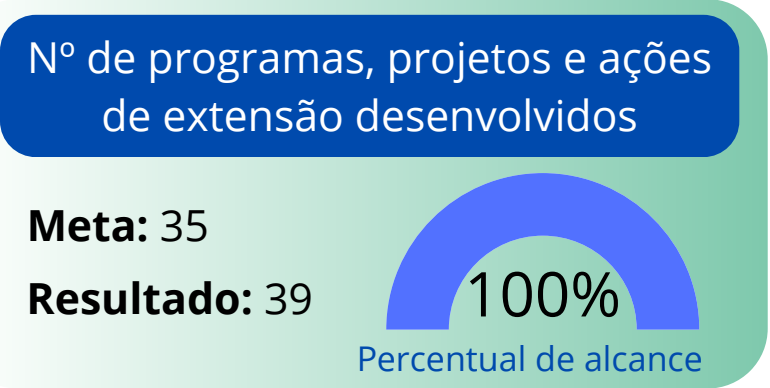 Nº de programas, projetos e ações
de extensão desenvolvidos
Meta: 35
Resultado: 39
100%
Percentual de alcance